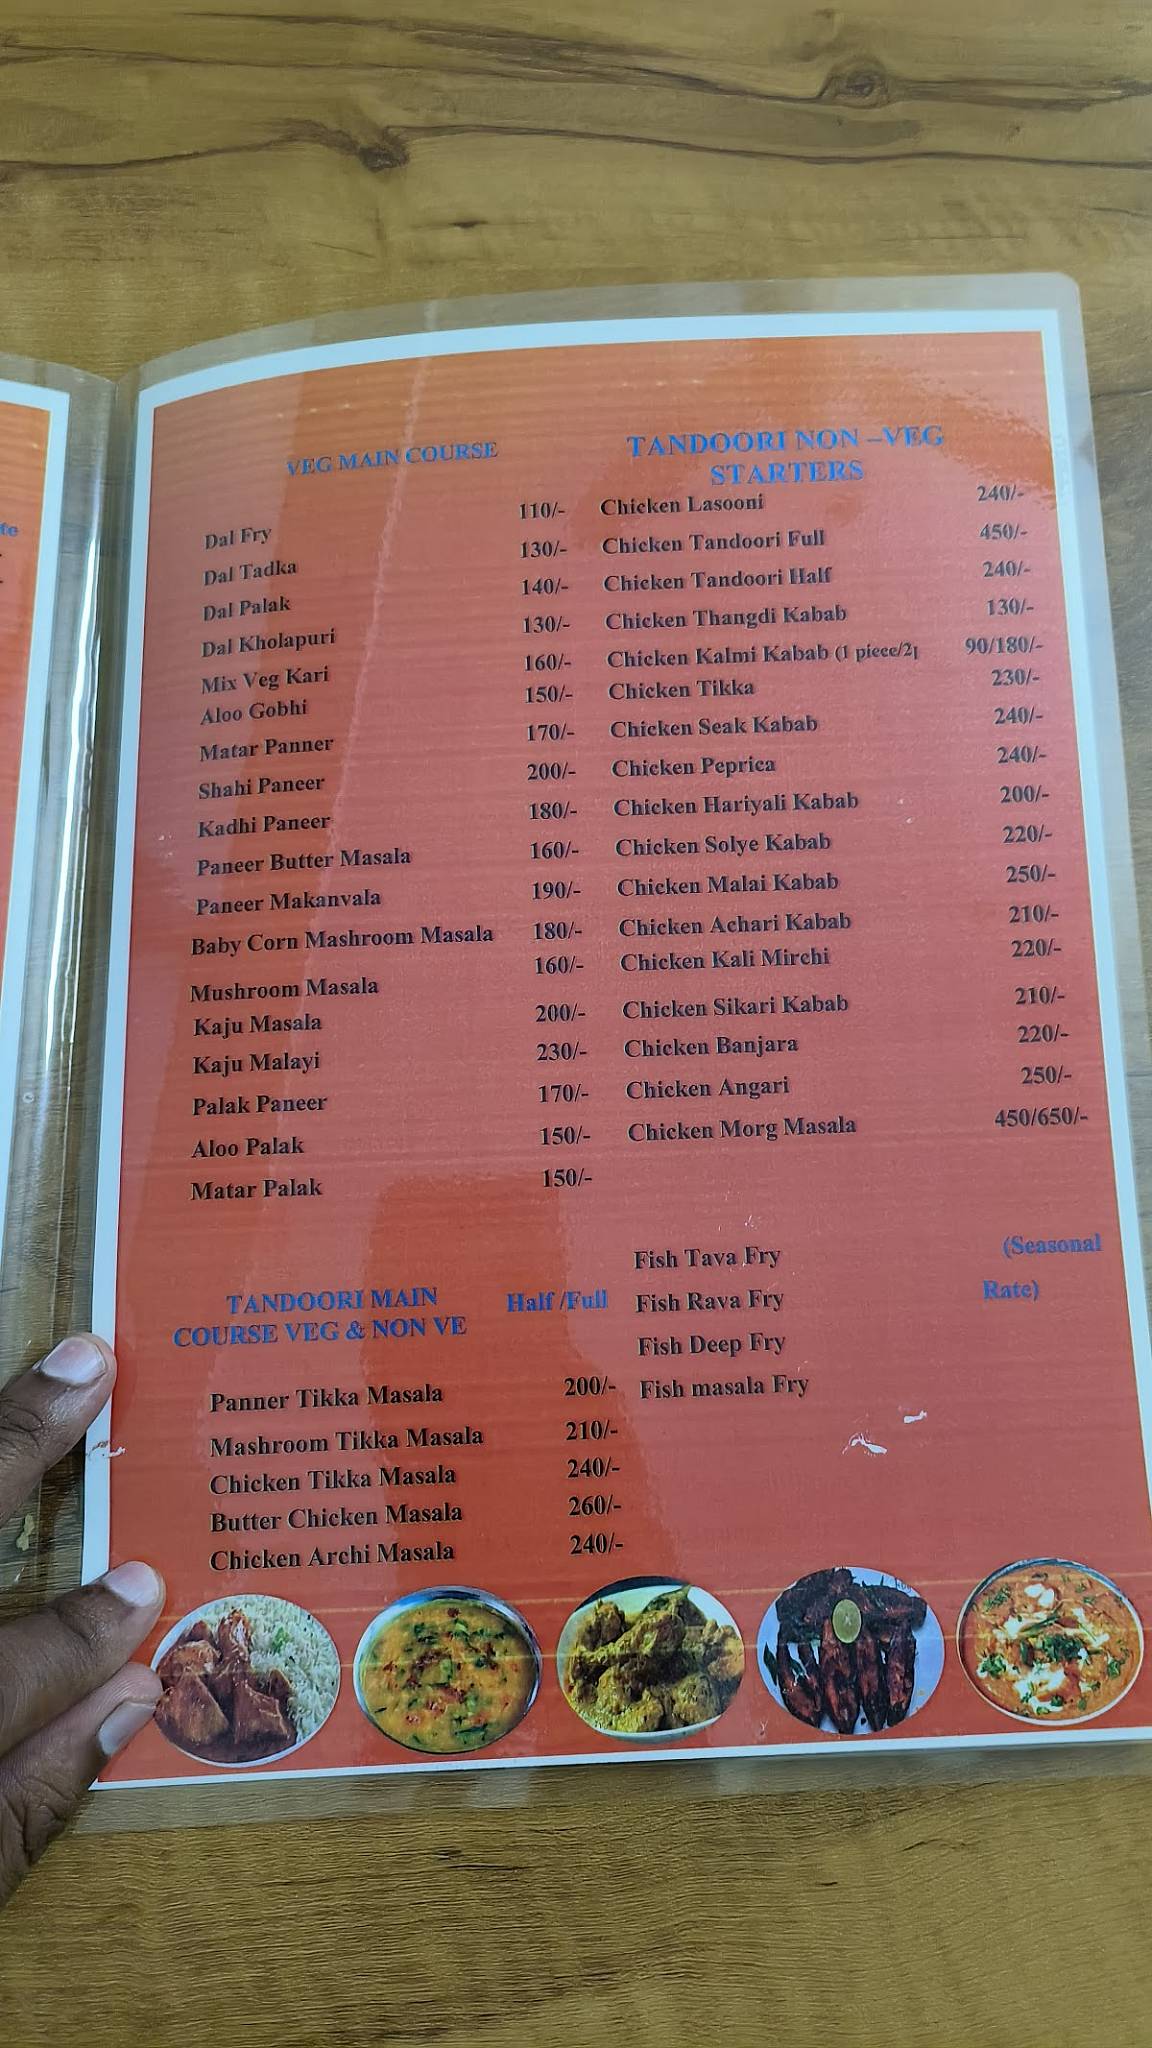 te
VEG MAIN COURSE
Dal Fry 110/-
Dal Tadka 130/-
Dal Palak 140/-
Dal Kholapuri 130/-
Mix Veg Kari 160/-
Aloo Gobhi 150/-
Matar Panner 170/-
Shahi Paneer 200/-
Kadhi Paneer 180/-
Paneer Butter Masala 160/-
Paneer Makanvala 190/-
Baby Corn Mashroom Masala 180/-
Mushroom Masala 160/-
Kaju Masala 200/-
Kaju Malayi 230/-
Palak Paneer 170/-
Aloo Palak 150/-
Matar Palak 150/-
TANDOORI MAIN Half /Full
COURSE VEG & NON VE
Panner Tikka Masala 200/-
Mashroom Tikka Masala 210/-
Chicken Tikka Masala 240/-
Butter Chicken Masala 260/-
Chicken Archi Masala 240/-
TANDOORI NON –VEG
STARTERS
Chicken Lasooni 240/-
Chicken Tandoori Full 450/-
Chicken Tandoori Half 240/-
Chicken Thangdi Kabab 130/-
Chicken Kalmi Kabab (1 piece/2 90/180/-
Chicken Tikka 230/-
Chicken Seak Kabab 240/-
Chicken Peprica 240/-
Chicken Hariyali Kabab 200/-
Chicken Solye Kabab 220/-
Chicken Malai Kabab 250/-
Chicken Achari Kabab 210/-
Chicken Kali Mirchi 220/-
Chicken Sikari Kabab 210/-
Chicken Banjara 220/-
Chicken Angari 250/-
Chicken Morg Masala 450/650/-
Fish Tava Fry (Seasonal
Fish Rava Fry Rate)
Fish Deep Fry
Fish masala Fry